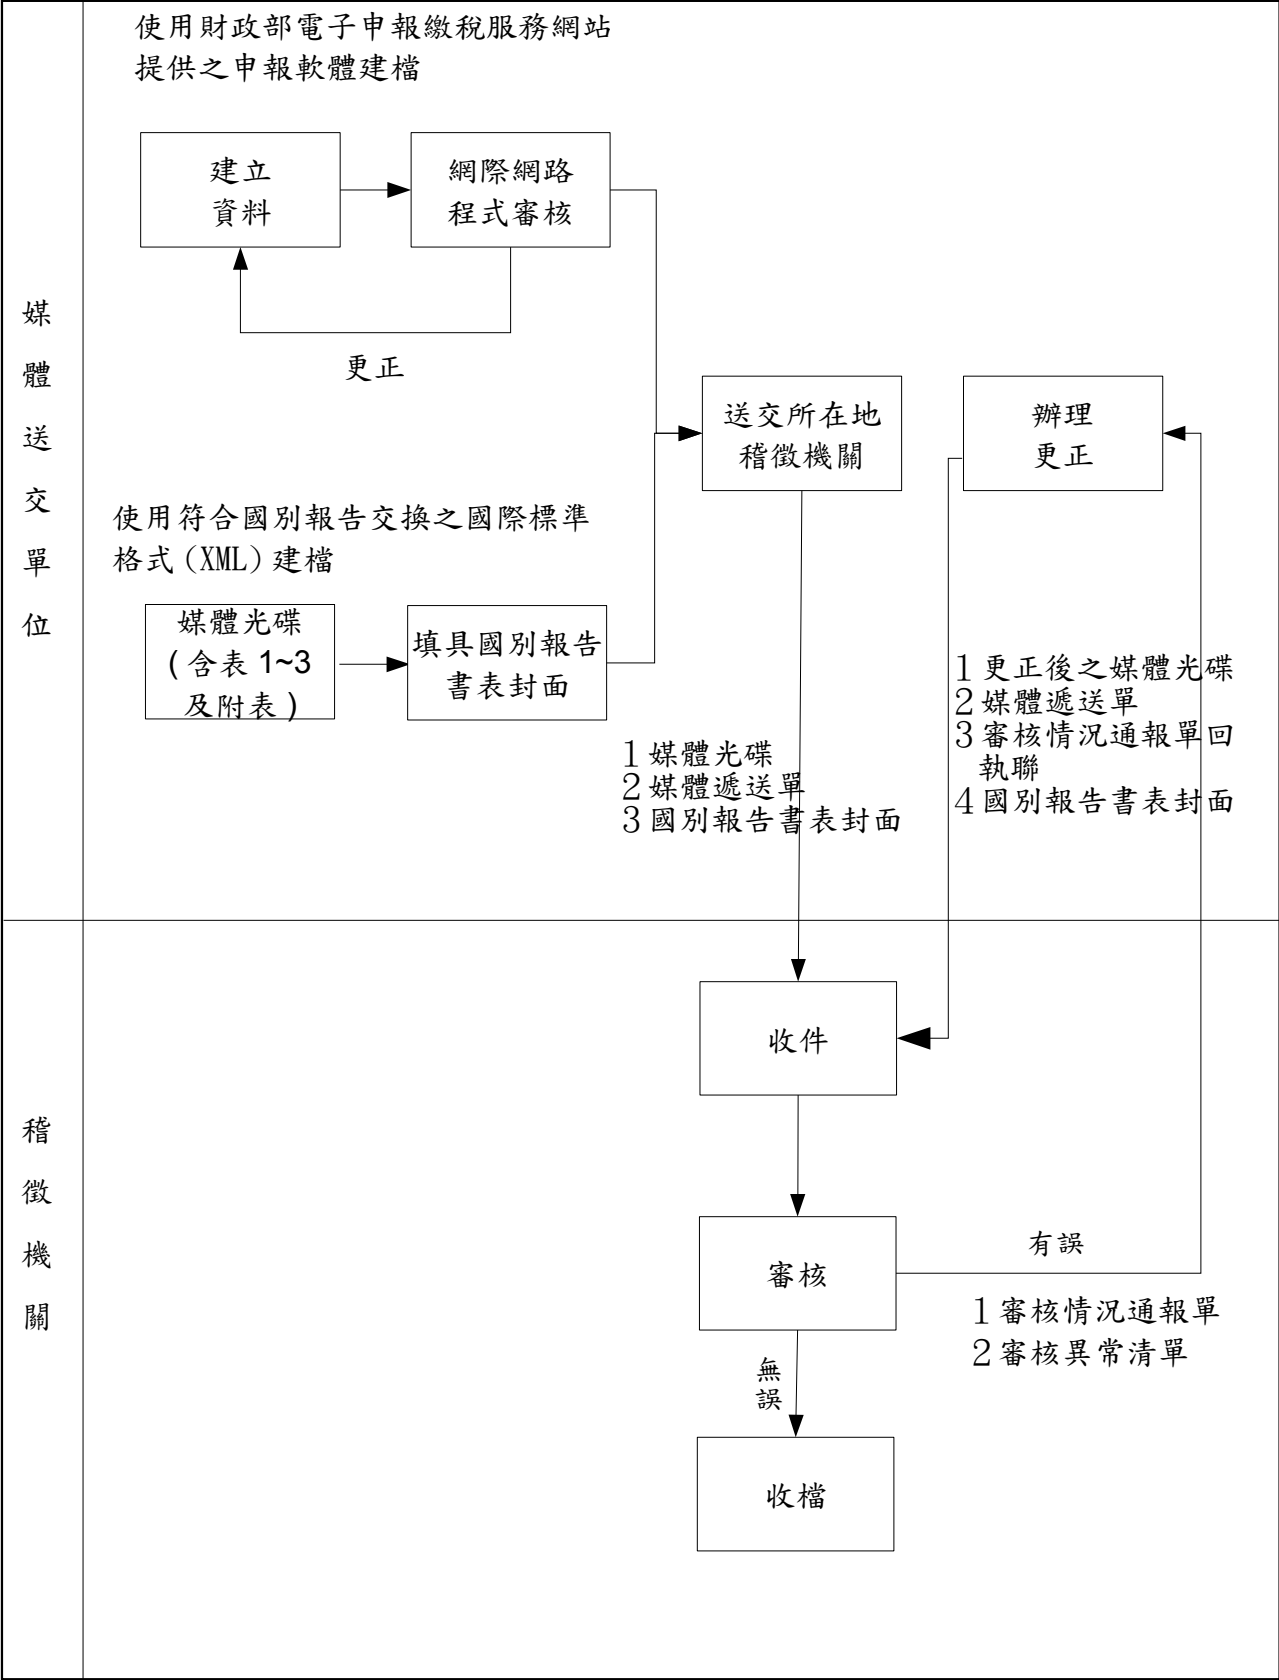 使用財政部電子申報繳稅服務網站
提供之申報軟體建檔
建立
資料
網際網路
程式審核
更正
媒
體
送
交
單
位
送交所在地
稽徵機關
辦理
更正
使用符合國別報告交換之國際標準
格式(XML)建檔
媒體光碟
(含表 1~3
及附表)
填具國別報告
書表封面
1媒體光碟
2媒體遞送單
3國別報告書表封面
1更正後之媒體光碟
2媒體遞送單
3審核情況通報單回
執聯
4國別報告書表封面
稽
徵
機
關
收件
審核
有誤
1審核情況通報單
2審核異常清單
無
誤
收檔